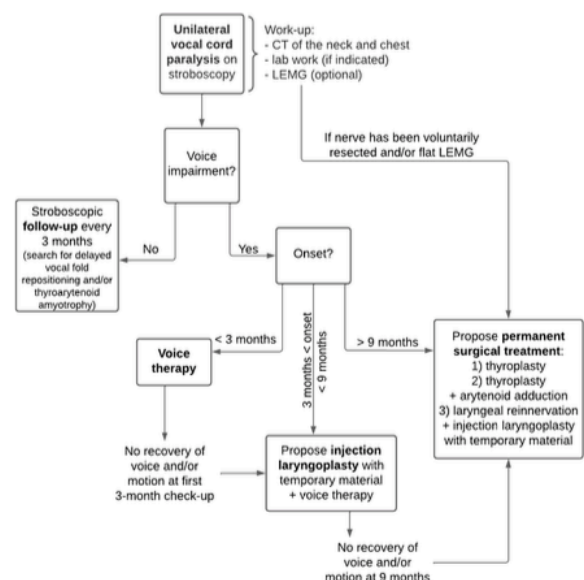 Unilateral
vocal cord
paralysis on
stroboscopy
Work-up:
- CT of the neck and chest
- lab work (if indicated)
- LEMG (optional)
If nerve has been voluntarily
resected and/or flat LEMG
Voice
impairment?
No
Yes
Stroboscopic
follow-up every
3 months
(search for delayed
vocal fold
repositioning and/or
thyroarytenoid
amyotrophy)
Onset?
< 3 months
3 months < onset
< 9 months
> 9 months
Voice
therapy
Propose permanent
surgical treatment:
1) thyroplasty
2) thyroplasty
+ arytenoid adduction
3) laryngeal reinnervation
+ injection laryngoplasty
with temporary material
No recovery of
voice and/or
motion at first
3-month check-up
Propose injection
laryngoplasty with
temporary material
+ voice therapy
No recovery of
voice and/or
motion at 9 months